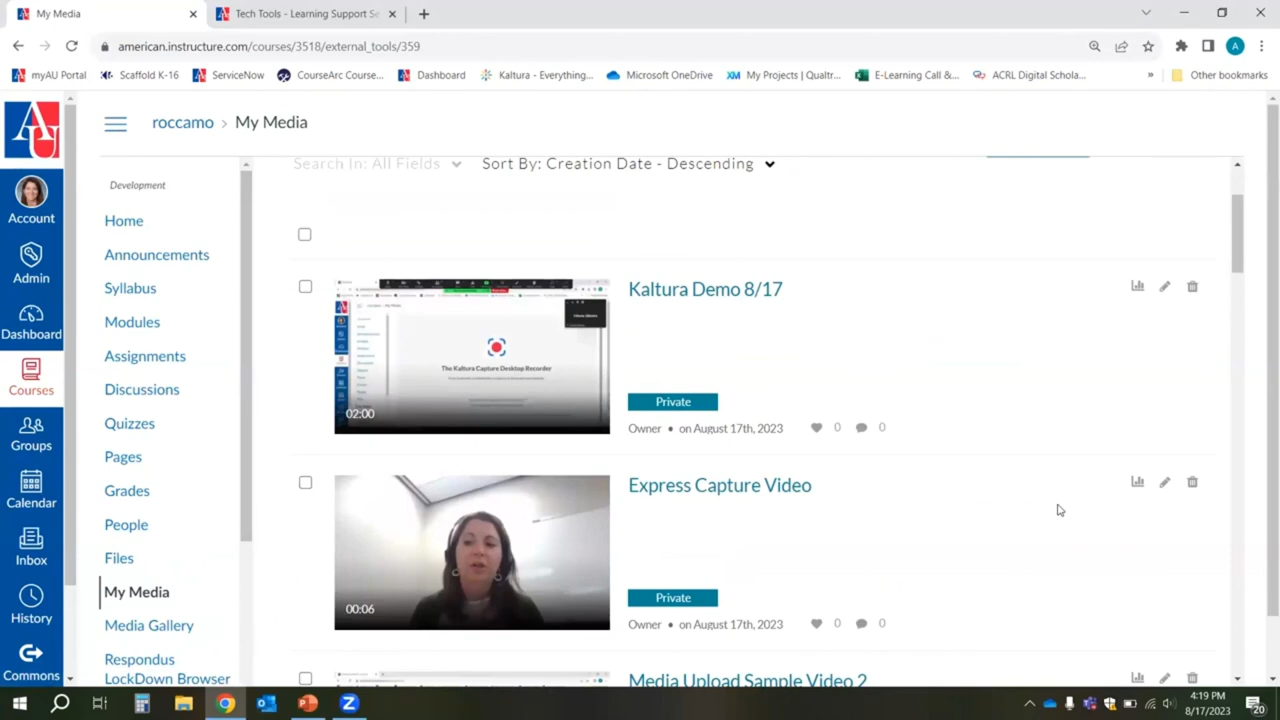 My Media
Tech Tools - Learning Support Se
american.instructure.com/courses/3518/external_tools/359
A
myAU Portal
Scaffold K-16
ServiceNow
CourseArc Course...
Dashboard
Kaltura - Everything...
Microsoft OneDrive
XM My Projects (Qualtr...
E-Learning Call &...
ACRL Digital Schola...
»
Other bookmarks
AU
Account
Admin
Dashboard
Courses
Groups
Calendar
Inbox
History
Commons
roccamo > My Media
Development
Home
Announcements
Syllabus
Modules
Assignments
Discussions
Quizzes
Pages
Grades
People
Files
My Media
Media Gallery
Respondus
LockDown Browser
Search In: All Fields
Sort By: Creation Date - Descending
The Kaltura Capture Desktop Recorder
02:00
Kaltura Demo 8/17
Private
Owner • on August 17th, 2023 0 0
00:06
Express Capture Video
Private
Owner • on August 17th, 2023 0 0
Media Upload Sample Video 2
4:19 PM
8/17/2023
20